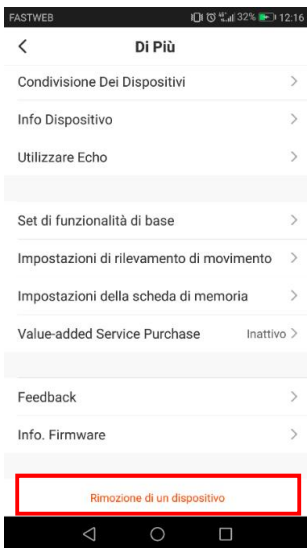 FASTWEB 32% 12:16
Di Più
Condivisione Dei Dispositivi
Info Dispositivo
Utilizzare Echo
Set di funzionalità di base
Impostazioni di rilevamento di movimento
Impostazioni della scheda di memoria
Value-added Service Purchase Inattivo
Feedback
Info. Firmware
Rimozione di un dispositivo